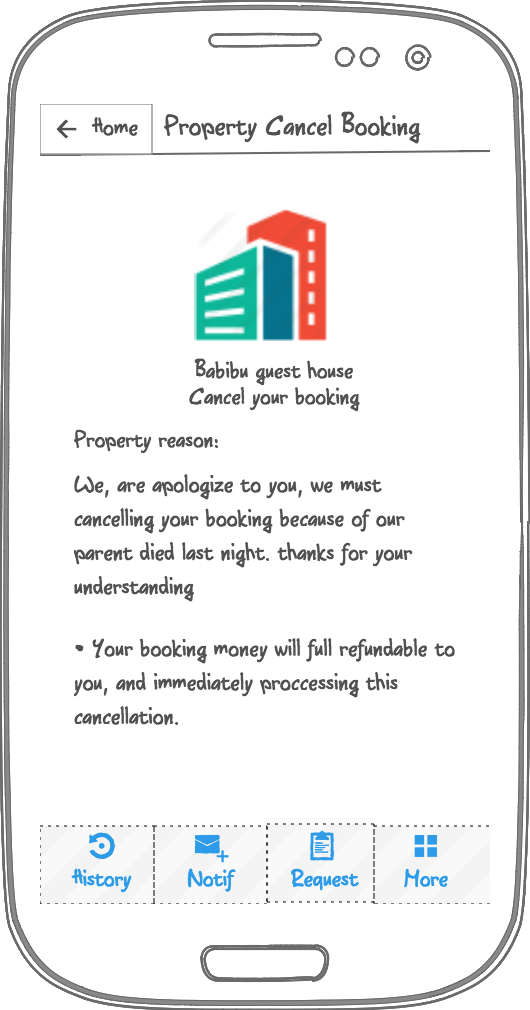 ← Home Property Cancel Booking
Babibu guest house
Cancel your booking
Property reason:
We, are apologize to you, we must
cancelling your booking because of our
parent died last night. thanks for your
understanding
• Your booking money will full refundable to
you, and immediately proccessing this
cancellation.
History Notif Request More